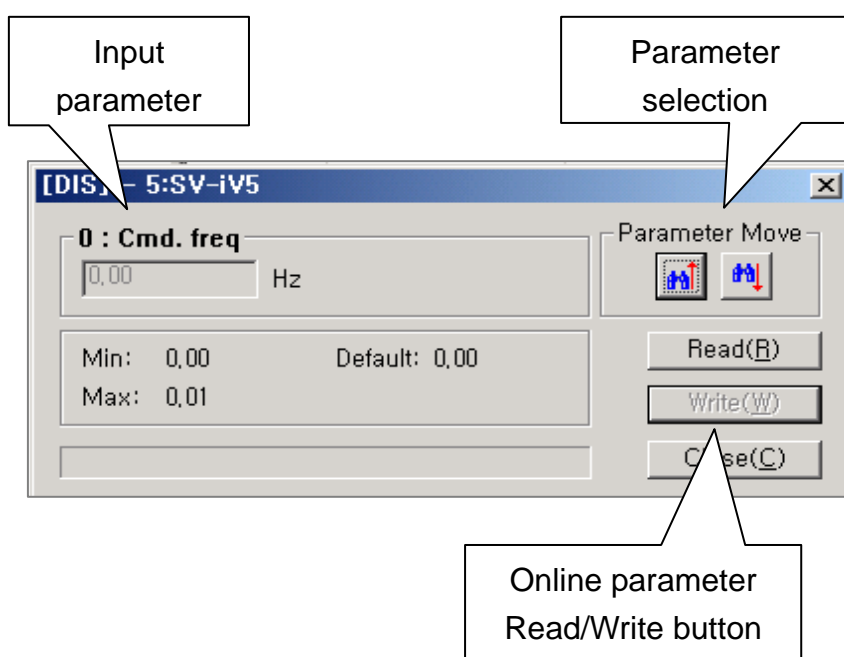 Input
parameter
Parameter
selection
[DIS] - 5:SV-iV5
0 : Cmd. freq
0,00 Hz
Parameter Move
Min: 0,00 Default: 0,00
Max: 0,01
Read(R)
Write(W)
(C)
Online parameter
Read/Write button